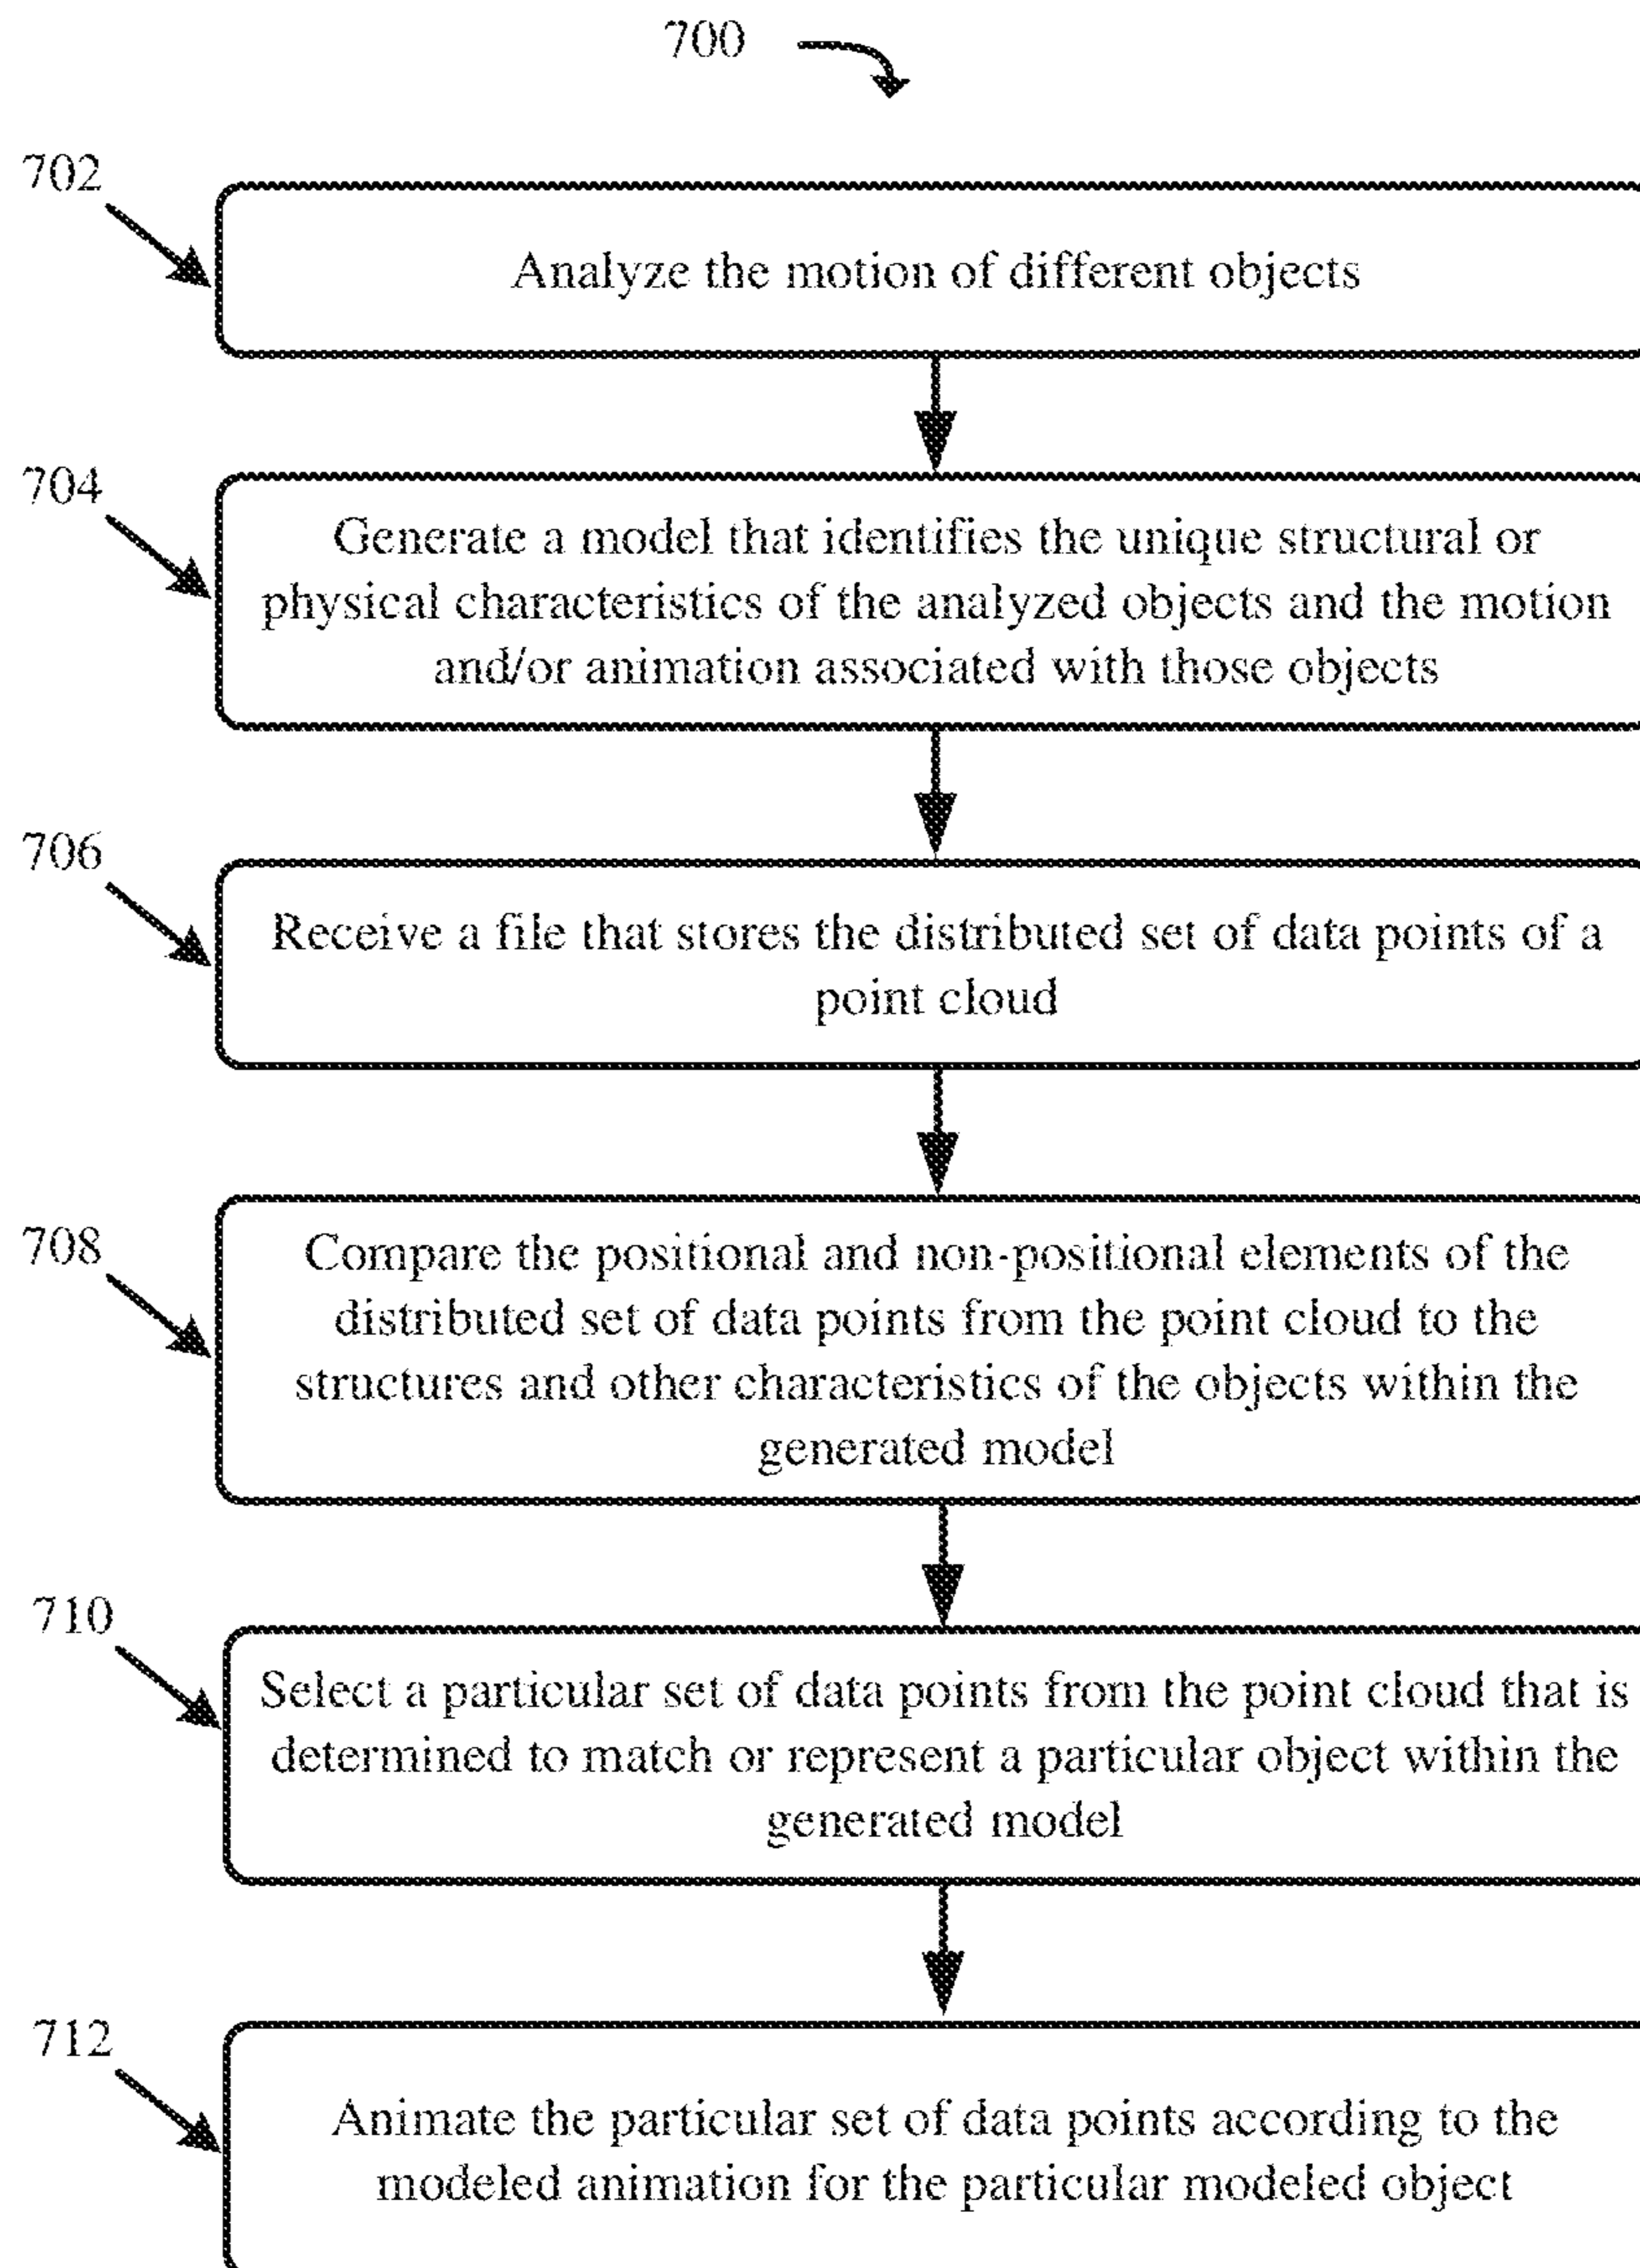 700
702
Analyze the motion of different objects
704
Generate a model that identifies the unique structural or
physical characteristics of the analyzed objects and the motion
and/or animation associated with those objects
706
Receive a file that stores the distributed set of data points of a
point cloud
708
Compare the positional and non-positional elements of the
distributed set of data points from the point cloud to the
structures and other characteristics of the objects within the
generated model
710
Select a particular set of data points from the point cloud that is
determined to match or represent a particular object within the
generated model
712
Animate the particular set of data points according to the
modeled animation for the particular modeled object